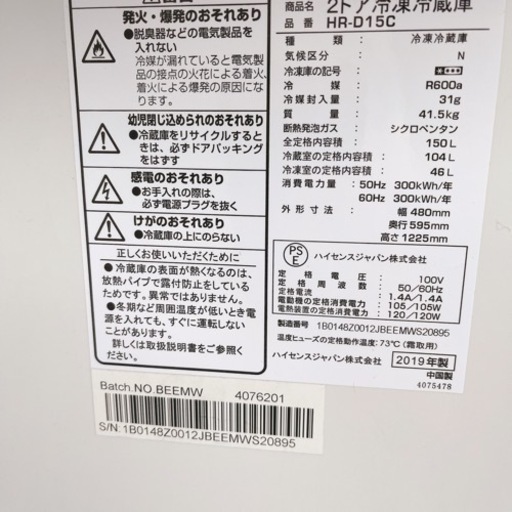 発火・爆発のおそれあり
●脱臭器などの電気製品を
入れない
冷媒が漏れていると電気製
品の接点の火花による着火、
着火による爆発の原因にな
ります。
幼児閉じ込められのおそれあり
●冷蔵庫をリサイクルすると
きは、必ずドアパッキング
をはずす
感電のおそれあり
●お手入れの際は、
必ず電源プラグを抜く
けがのおそれあり
●冷蔵庫の上にのらない
正しくお使いいただくために
●冷蔵庫の表面が熱くなるのは、
放熱パイプで露付防止をしている
ためです。異常ではありません。
●冬期など周囲温度が低いとき電
源を入れても、すぐに運転しない
ことがあります。
詳しくは取扱説明書をご参照くだ
さい。
商品名 2ドア冷凍冷蔵庫
品番 HR-D15C
種類 冷凍冷蔵庫
気候区分 N
冷凍庫の記号
冷媒 R600a
冷媒封入量 31g
質量 41.5kg
断熱発泡ガス シクロペンタン
全定格内容積 150L
冷蔵室の定格内容積 104L
冷凍室の定格内容積 46L
消費電力量 50Hz 300kWh/年
60Hz 300kWh/年
外形寸法 幅 480mm
奥行 595mm
高さ 1225mm
PSE ハイセンスジャパン株式会社
定格電圧 100V
定格周波数 50/60Hz
定格電流 1.4A/1.4A
電動機の定格消費電力 105/105W
電熱装置の定格消費電力 120/120W
製造番号 1B0148Z0012JBEEMWS20895
温度ヒューズの定格動作温度:73℃(霜取用)
ハイセンスジャパン株式会社 2019年製
中国製
4075478
Batch.NO.BEEMW 4076201
S/N:1B0148Z0012JBEEMWS20895